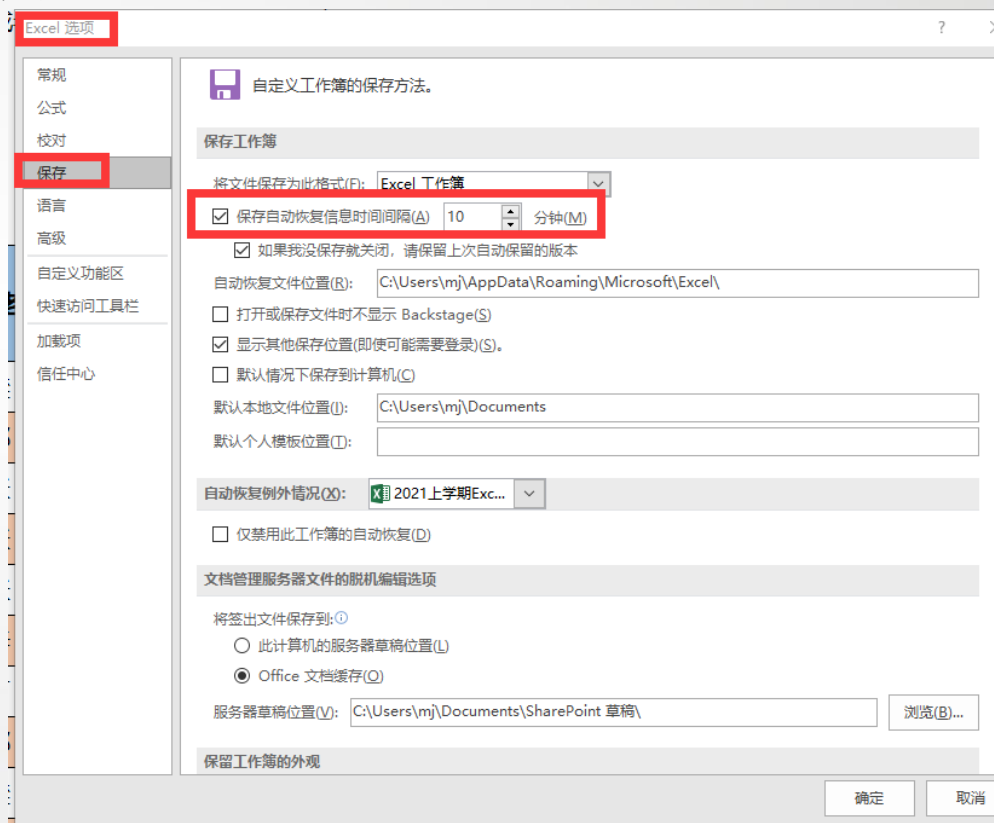 Excel 选项
?
常规
公式
校对
保存
语言
高级
自定义功能区
快速访问工具栏
加载项
信任中心
自定义工作簿的保存方法。
保存工作簿
将文件保存为此格式(F): Excel 工作簿
保存自动恢复信息时间间隔(A) 10 分钟(M)
如果我没保存就关闭，请保留上次自动保留的版本
自动恢复文件位置(R): C:\Users\mj\AppData\Roaming\Microsoft\Excel\
打开或保存文件时不显示 Backstage(S)
显示其他保存位置(即使可能需要登录)(S)。
默认情况下保存到计算机(C)
默认本地文件位置(I): C:\Users\mj\Documents
默认个人模板位置(T):
自动恢复例外情况(X): 2021上学期Exc...
仅禁用此工作簿的自动恢复(D)
文档管理服务器文件的脱机编辑选项
将签出文件保存到:
此计算机的服务器草稿位置(L)
Office 文档缓存(O)
服务器草稿位置(V): C:\Users\mj\Documents\SharePoint 草稿\ 浏览(B)...
保留工作簿的外观
确定 取消